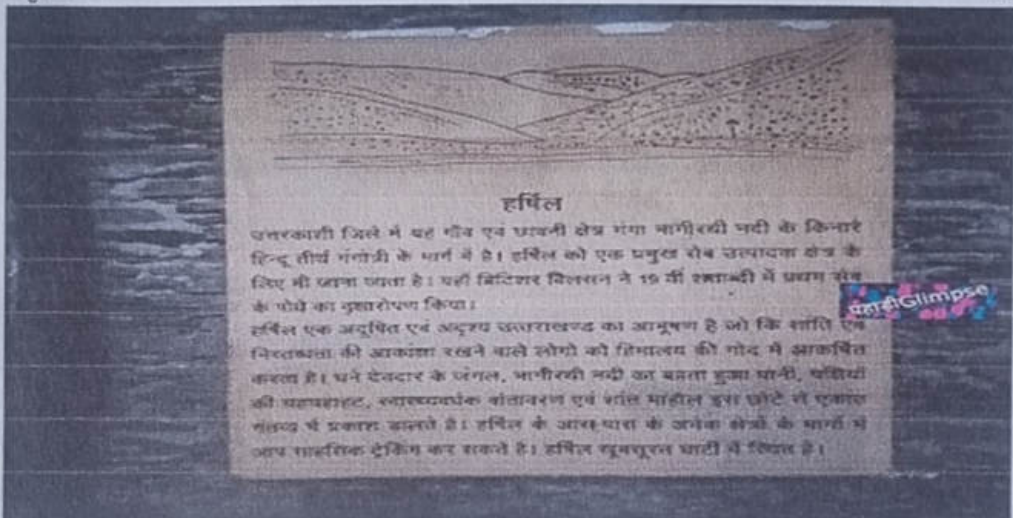 हर्षिल
उत्तरकाशी जिले में यह गाँव एवं छावनी क्षेत्र गंगा भागीरथी नदी के किनारे
हिन्दू तीर्थ गंगोत्री के मार्ग में है। हर्षिल को एक प्रमुख सेब उत्पादक क्षेत्र के
लिए भी जाना जाता है। यहाँ ब्रिटिशर विलसन ने 19 वी शताब्दी में प्रथम सेब
के पोधे का वृक्षारोपण किया।
पहाड़ीGlimpse
हर्षिल एक अदूषित एवं अदृश्य उत्तराखण्ड का आभूषण है जो कि शांति एवं
निस्तब्धता की आकांक्षा रखने वाले लोगो को हिमालय की गोद में आकर्षित
करता है। घने देवदार के जंगल, भागीरथी नदी का बहता हुआ पानी, पक्षियों
की चहचहाहट, स्वास्थ्यवर्धक वातावरण एवं शांत माहौल इस छोटे से एकांत
गंतव्य में प्रकाश डालते है। हर्षिल के आस-पास के अनेक क्षेत्रो के मार्गो में
आप साहसिक ट्रेकिंग कर सकते है। हर्षिल खूबसूरत घाटी में स्थित है।